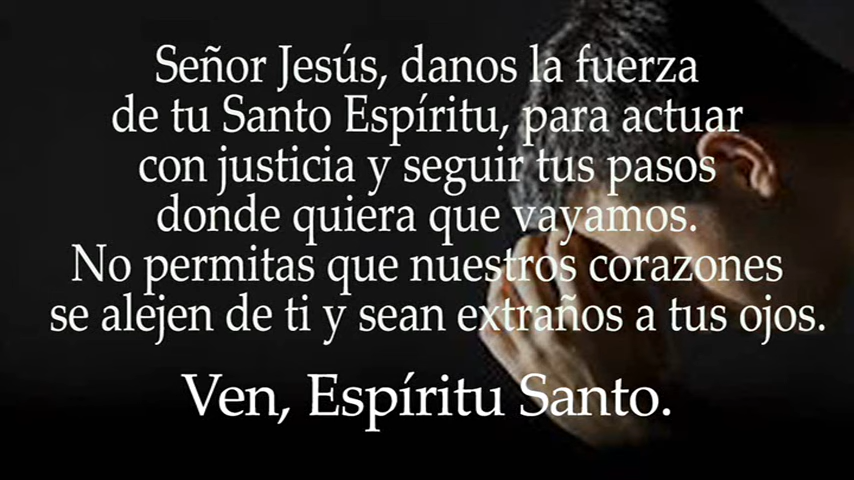 Señor Jesús, danos la fuerza
de tu Santo Espíritu, para actuar
con justicia y seguir tus pasos
donde quiera que vayamos.
No permitas que nuestros corazones
se alejen de ti y sean extraños a tus ojos.
Ven, Espíritu Santo.